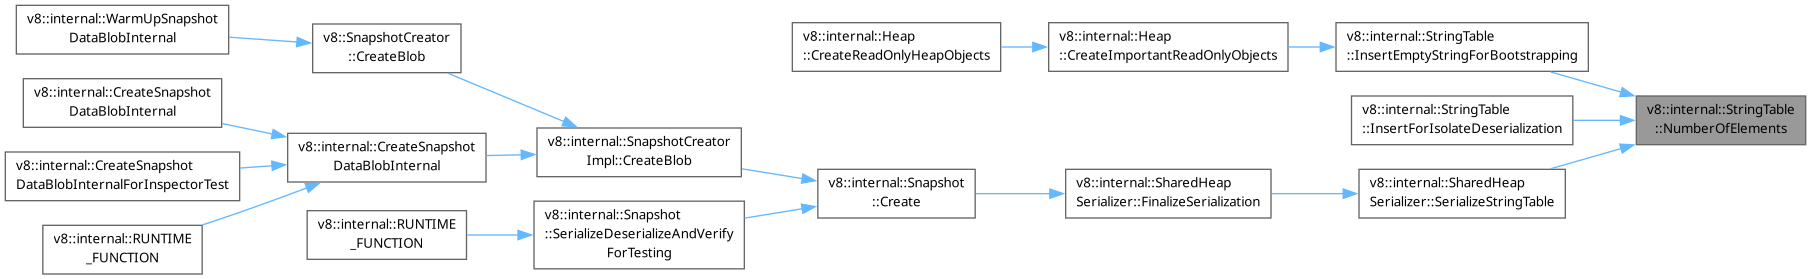 v8::internal::WarmUpSnapshot
DataBlobInternal
v8::SnapshotCreator
::CreateBlob
v8::internal::Heap
::CreateReadOnlyHeapObjects
v8::internal::Heap
::CreateImportantReadOnlyObjects
v8::internal::StringTable
::InsertEmptyStringForBootstrapping
v8::internal::CreateSnapshot
DataBlobInternal
v8::internal::StringTable
::InsertForIsolateDeserialization
v8::internal::StringTable
::NumberOfElements
v8::internal::CreateSnapshot
DataBlobInternal
v8::internal::SnapshotCreator
Impl::CreateBlob
v8::internal::CreateSnapshot
DataBlobInternalForInspectorTest
v8::internal::Snapshot
::Create
v8::internal::SharedHeap
Serializer::FinalizeSerialization
v8::internal::SharedHeap
Serializer::SerializeStringTable
v8::internal::RUNTIME
_FUNCTION
v8::internal::RUNTIME
_FUNCTION
v8::internal::Snapshot
::SerializeDeserializeAndVerify
ForTesting